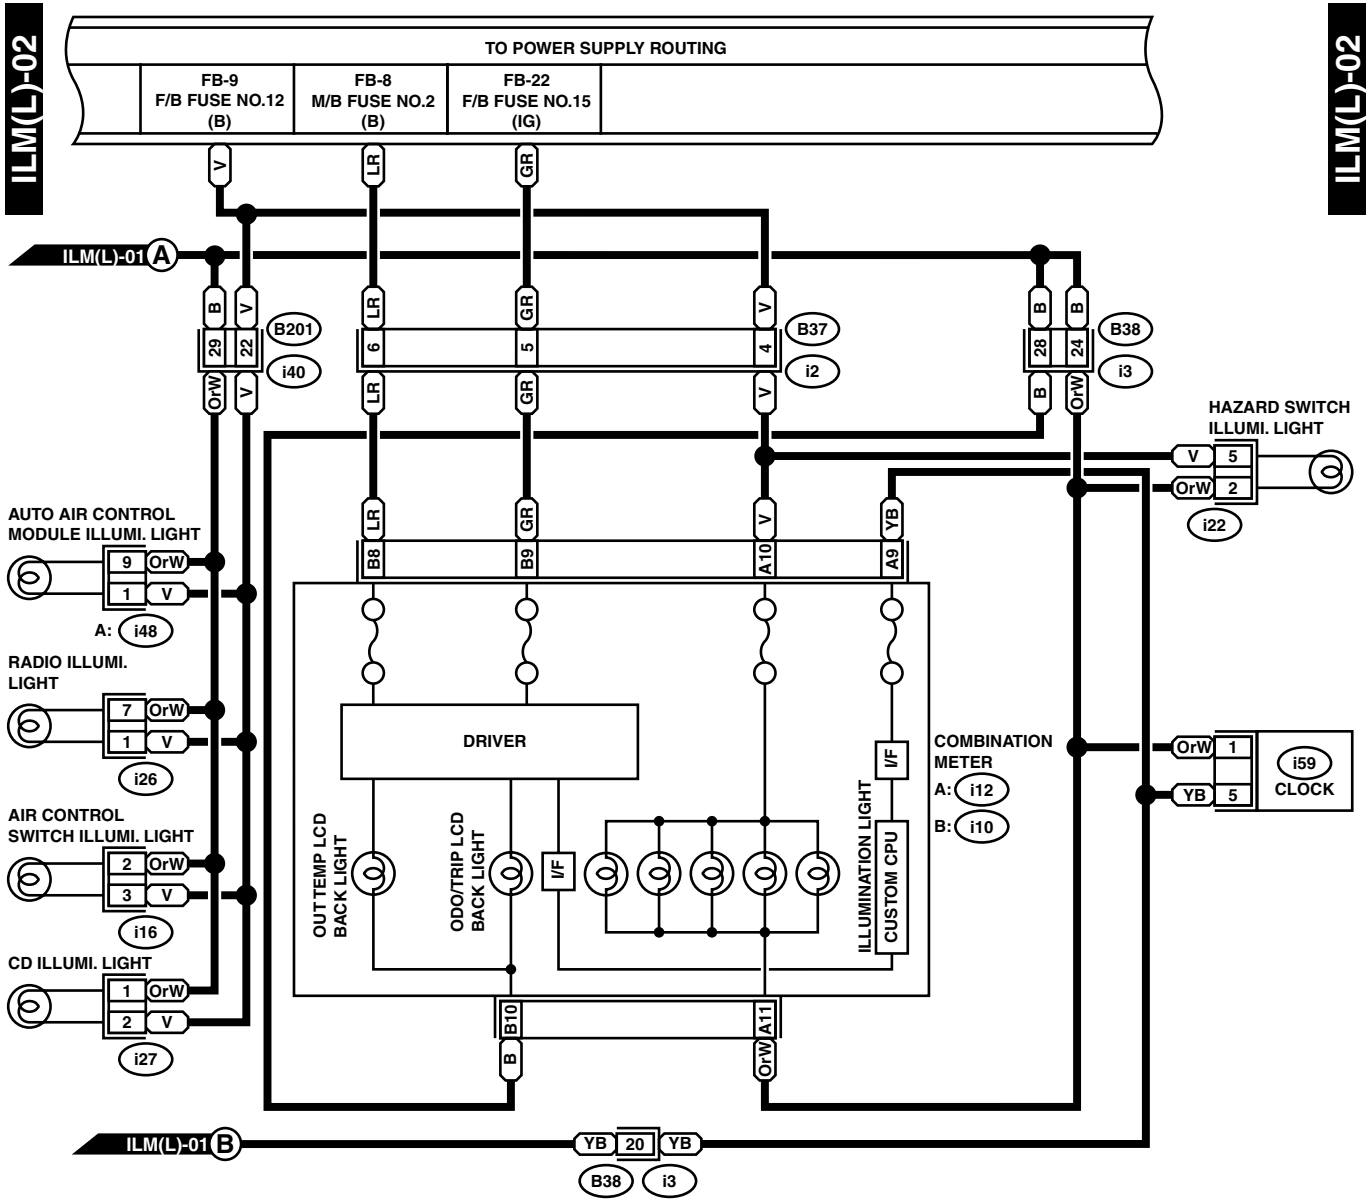 ILM(L)-02
ILM(L)-02
TO POWER SUPPLY ROUTING
FB-9
F/B FUSE NO.12
(B)
FB-8
M/B FUSE NO.2
(B)
FB-22
F/B FUSE NO.15
(IG)
V
LR
GR
ILM(L)-01 A
B
V
LR
GR
V
B
B
29
22
B201
6
5
4
B37
28
24
B38
i40
i2
i3
OrW
V
LR
GR
V
B
OrW
HAZARD SWITCH
ILLUMI. LIGHT
V 5
OrW 2
i22
AUTO AIR CONTROL
MODULE ILLUMI. LIGHT
9 OrW
1 V
A: i48
LR
GR
V
YB
B8
B9
A10
A9
RADIO ILLUMI.
LIGHT
7 OrW
1 V
i26
DRIVER
I/F
COMBINATION
METER
A: i12
B: i10
OrW 1
YB 5
i59
CLOCK
AIR CONTROL
SWITCH ILLUMI. LIGHT
2 OrW
3 V
i16
OUT TEMP LCD
BACK LIGHT
ODO/TRIP LCD
BACK LIGHT
I/F
ILLUMINATION LIGHT
CUSTOM CPU
CD ILLUMI. LIGHT
1 OrW
2 V
i27
B10
A11
B
OrW
ILM(L)-01 B
YB 20 YB
B38
i3